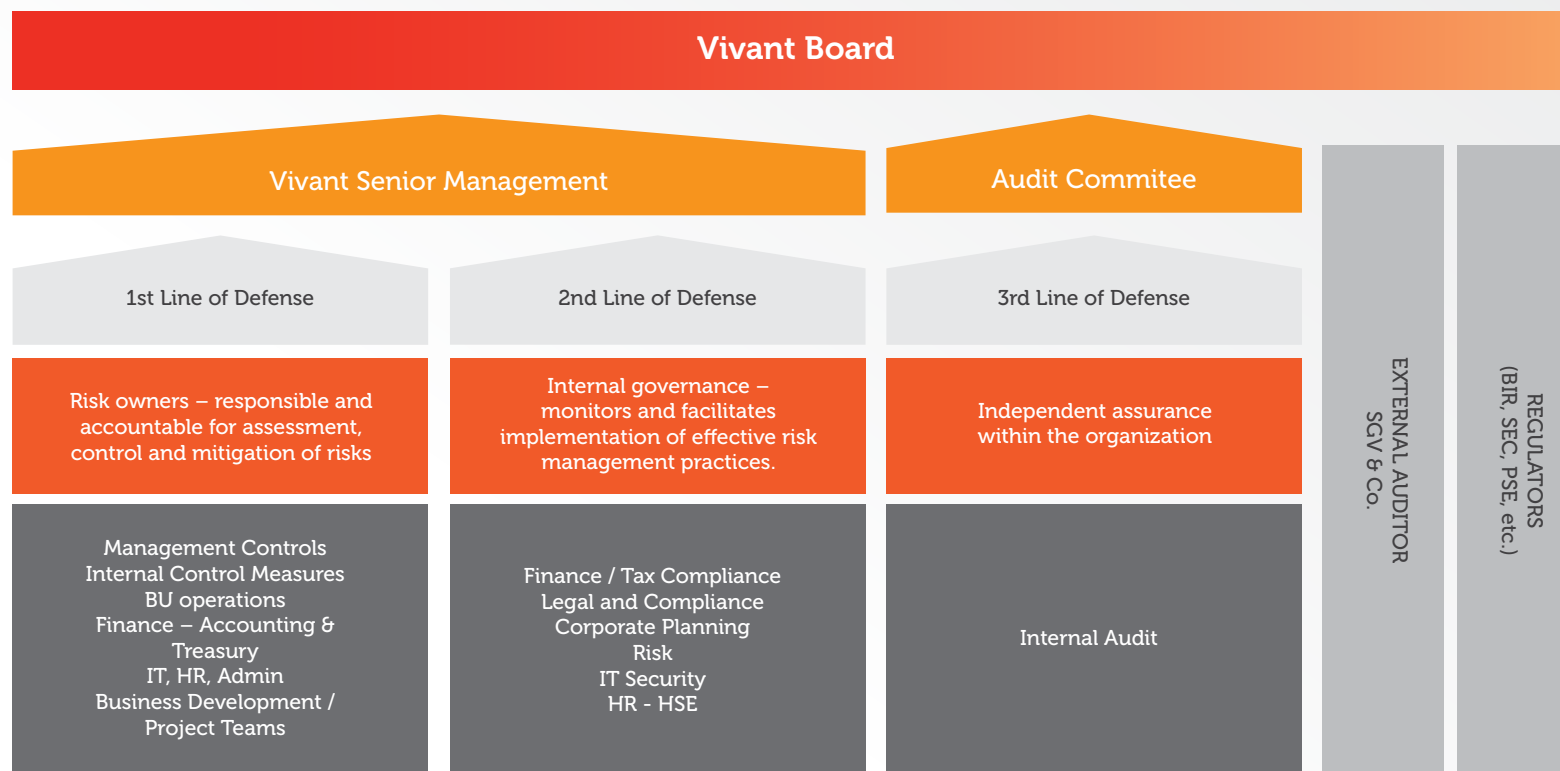 Vivant Board
Vivant Senior Management
Audit Commitee
1st Line of Defense
2nd Line of Defense
3rd Line of Defense
Risk owners – responsible and
accountable for assessment,
control and mitigation of risks
Internal governance –
monitors and facilitates
implementation of effective risk
management practices.
Independent assurance
within the organization
Management Controls
Internal Control Measures
BU operations
Finance – Accounting &
Treasury
IT, HR, Admin
Business Development /
Project Teams
Finance / Tax Compliance
Legal and Compliance
Corporate Planning
Risk
IT Security
HR - HSE
Internal Audit
EXTERNAL AUDITOR
SGV & Co.
REGULATORS
(BIR, SEC, PSE, etc.)